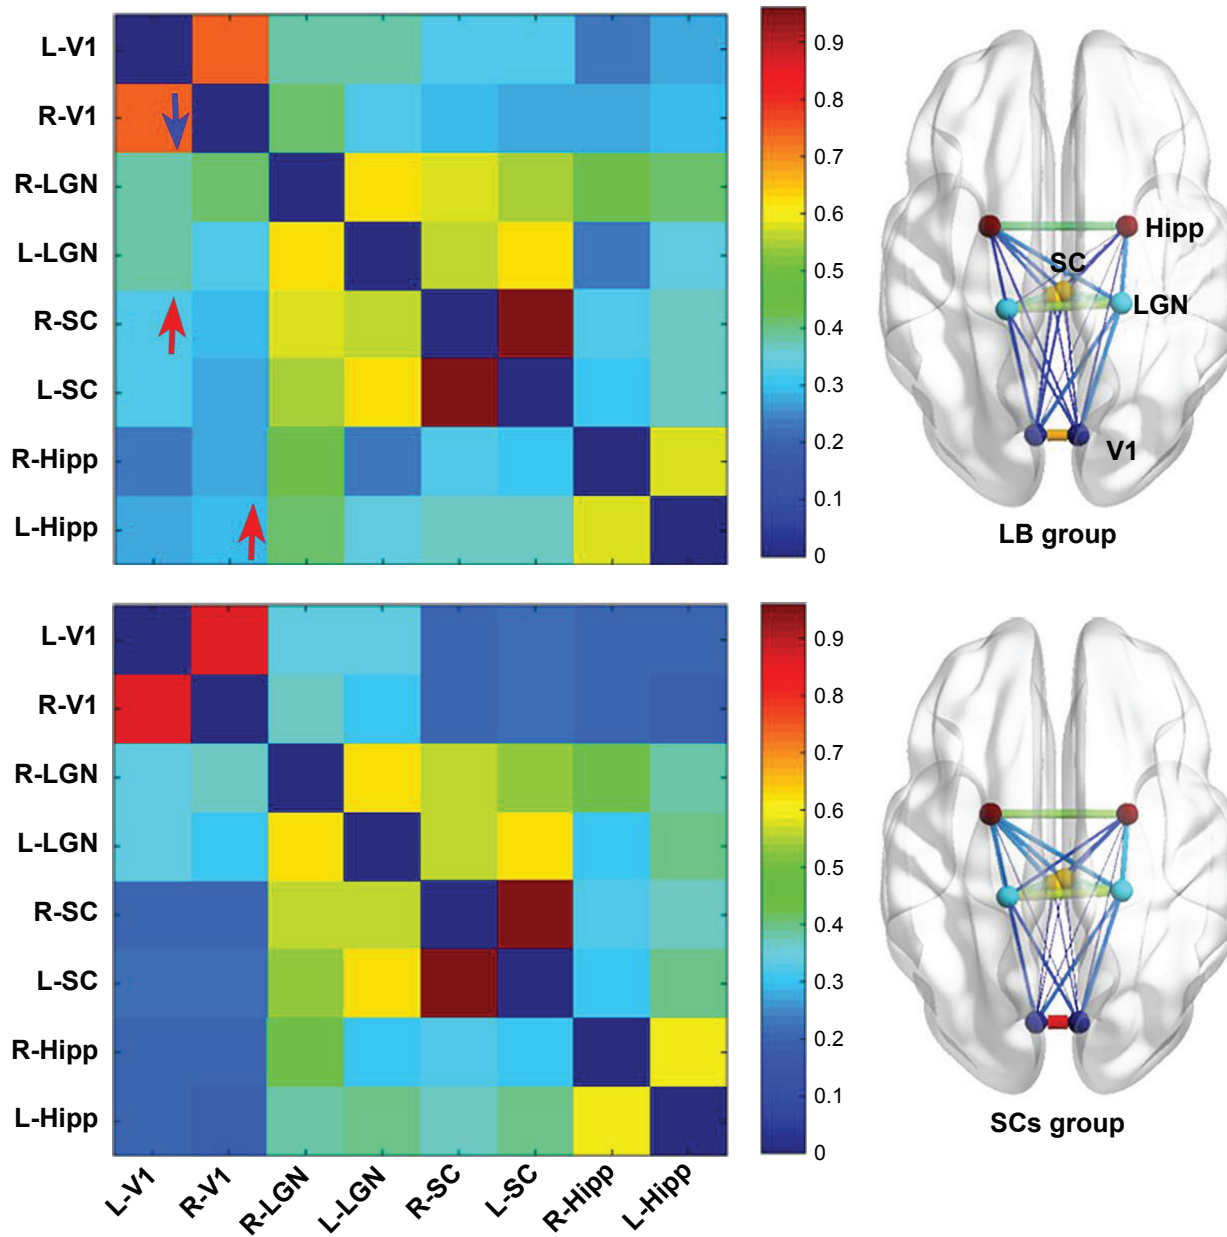 L-V1
R-V1
R-LGN
L-LGN
R-SC
L-SC
R-Hipp
L-Hipp
0.9
0.8
0.7
0.6
0.5
0.4
0.3
0.2
0.1
0
Hipp
SC
LGN
V1
LB group
L-V1
R-V1
R-LGN
L-LGN
R-SC
L-SC
R-Hipp
L-Hipp
L-V1
R-V1
R-LGN
L-LGN
R-SC
L-SC
R-Hipp
L-Hipp
0.9
0.8
0.7
0.6
0.5
0.4
0.3
0.2
0.1
0
SCs group